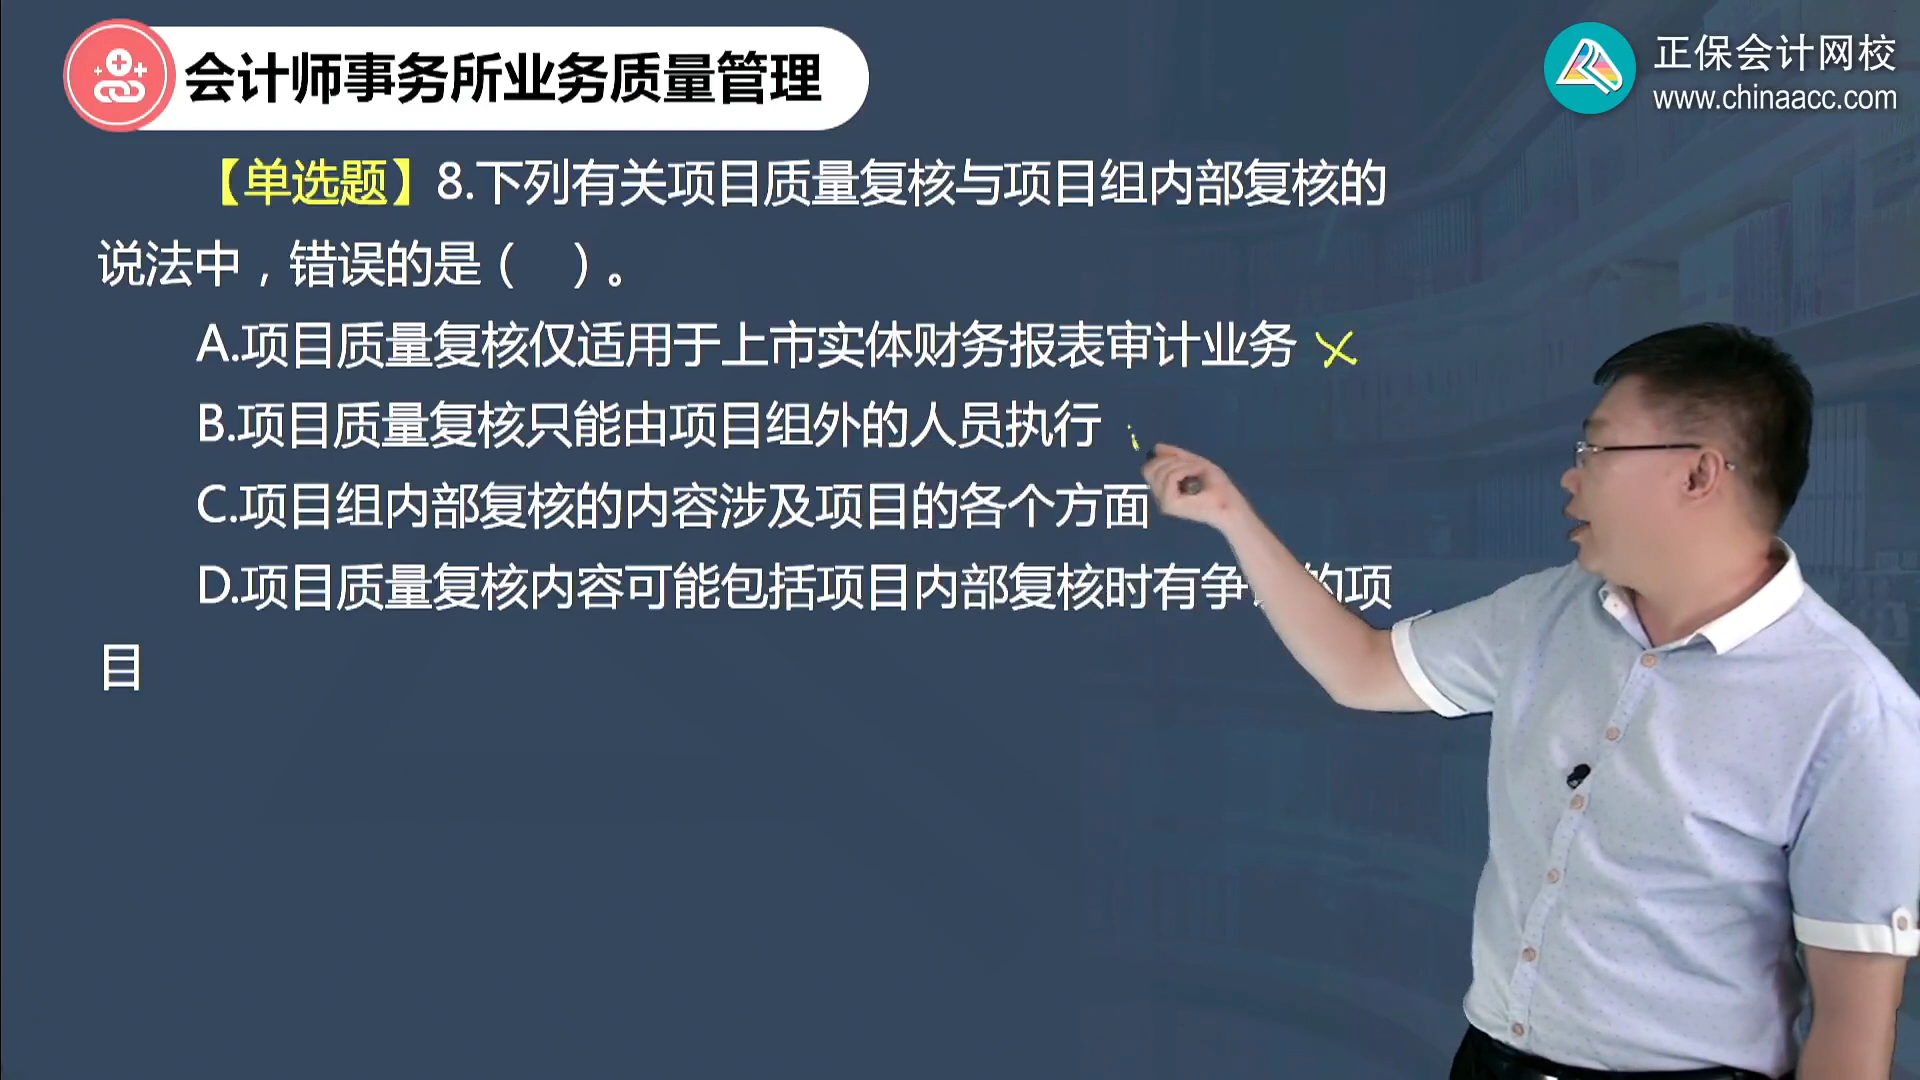 会计师事务所业务质量管理
正保会计网校
www.chinaacc.com
【单选题】8.下列有关项目质量复核与项目组内部复核的
说法中，错误的是（ ）。
A.项目质量复核仅适用于上市实体财务报表审计业务
B.项目质量复核只能由项目组外的人员执行
C.项目组内部复核的内容涉及项目的各个方面
D.项目质量复核内容可能包括项目内部复核时有争 的项
目